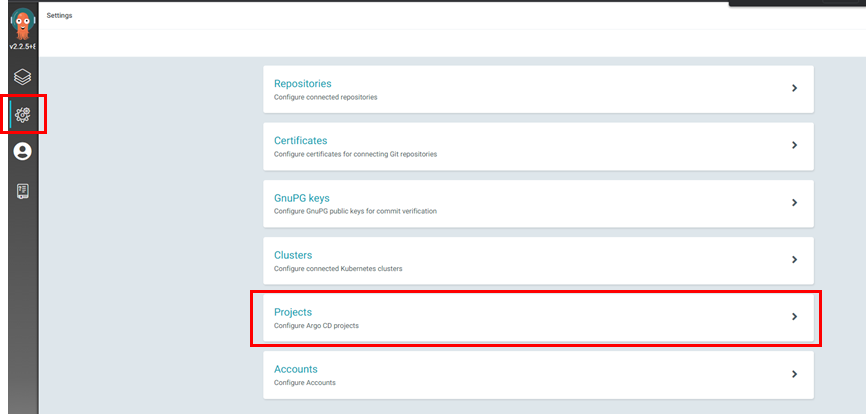 Settings
v2.2.5+8
Repositories
Configure connected repositories
Certificates
Configure certificates for connecting Git repositories
GnuPG keys
Configure GnuPG public keys for commit verification
Clusters
Configure connected Kubernetes clusters
Projects
Configure Argo CD projects
Accounts
Configure Accounts